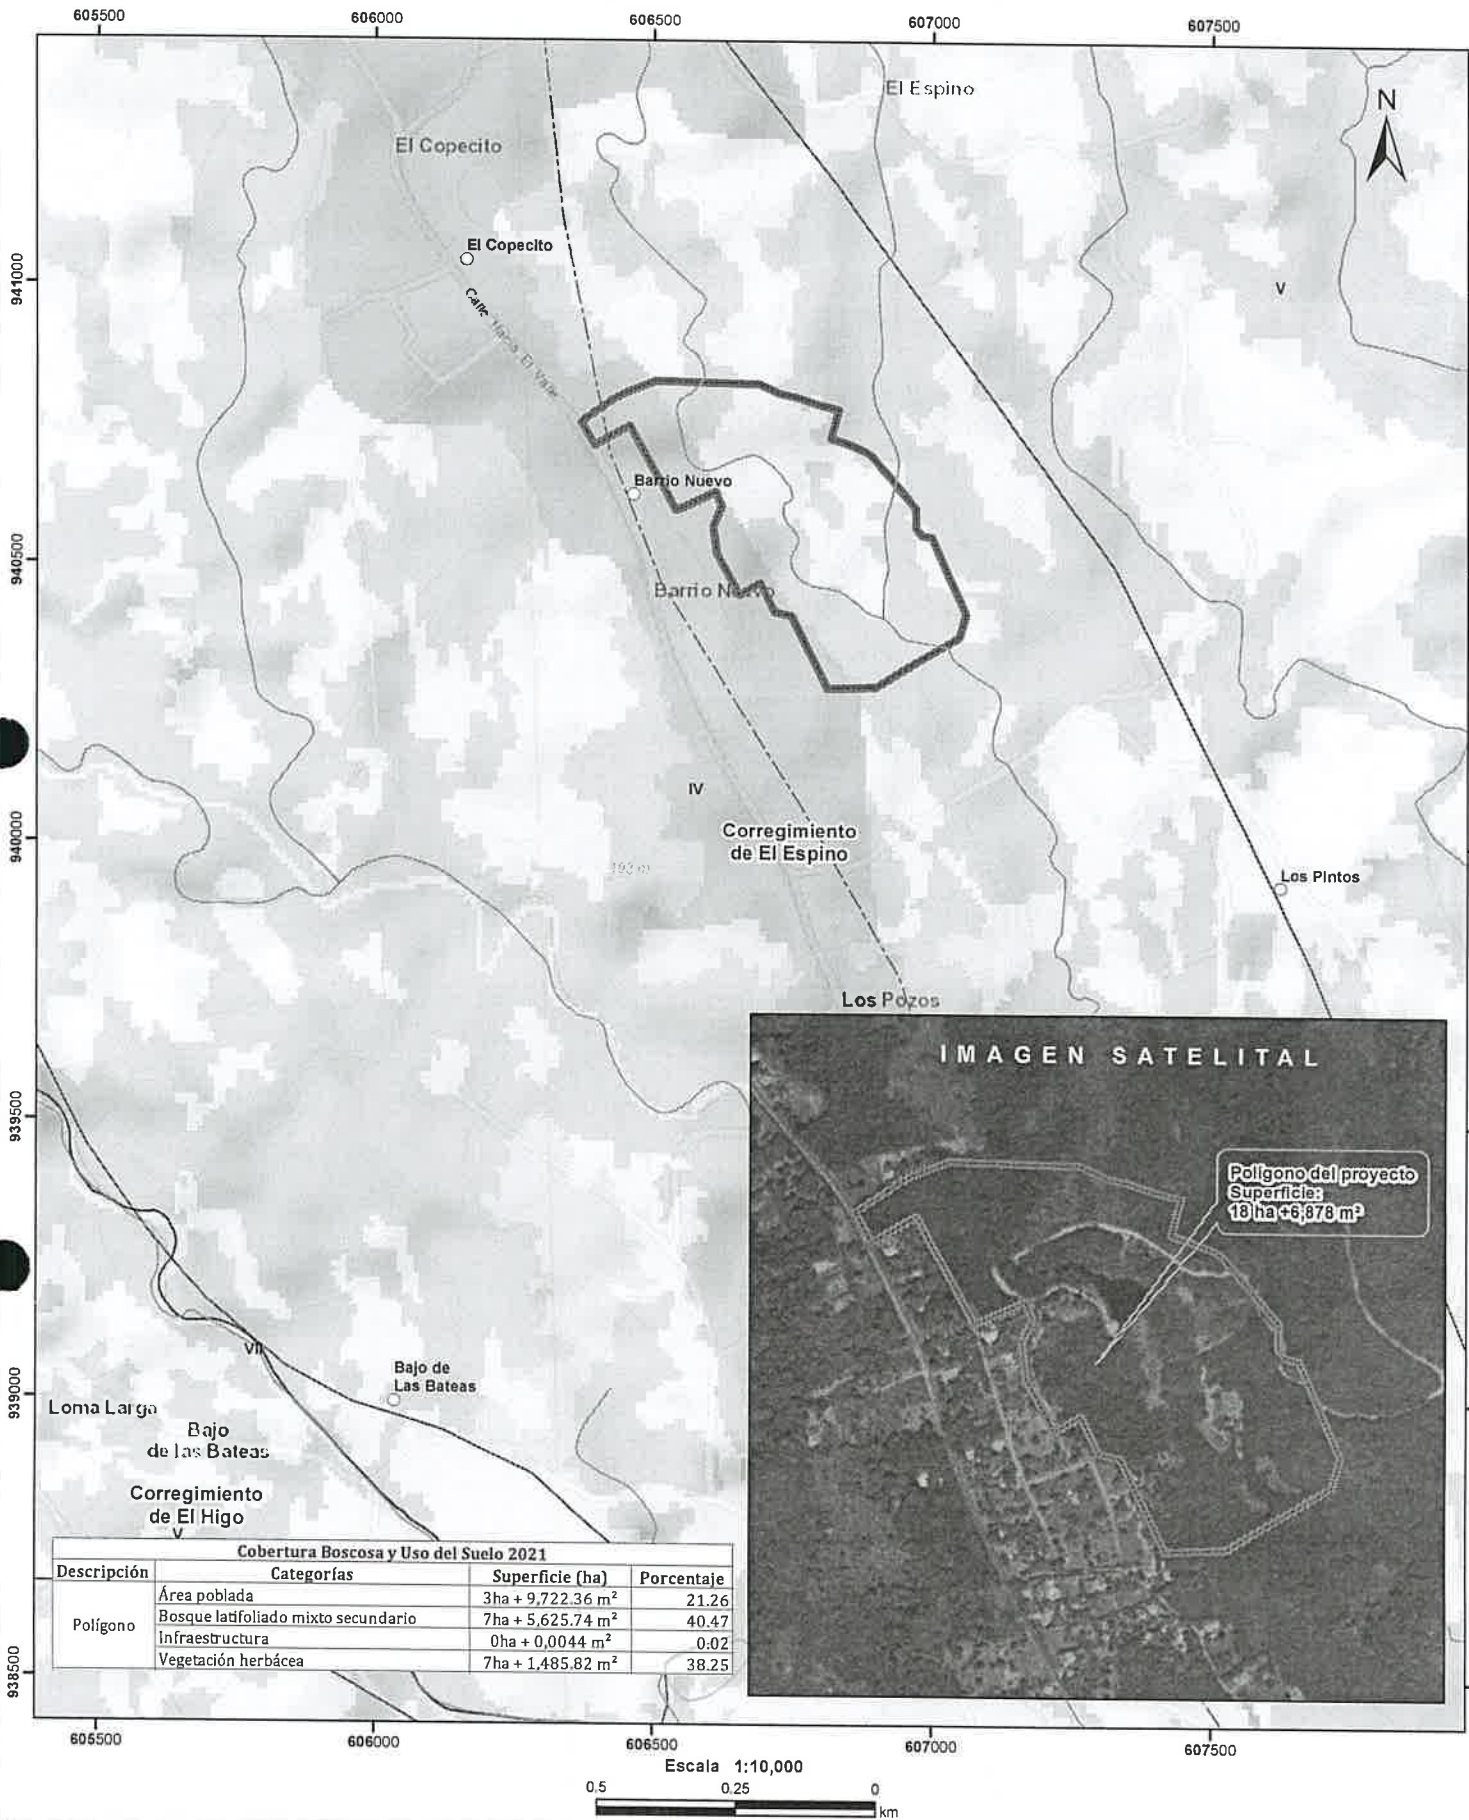 605500 606000 606500 607000 607500
El Espino
N
El Copecito
El Copecito
941000
V
Calle Hacia El Valle
Barrio Nuevo
940500
Barrio Nuevo
IV
Corregimiento
de El Espino
940000
Los Pintos
Los Pozos
IMAGEN SATELITAL
939500
Polígono del proyecto
Superficie:
18 ha +6,878 m²
VII
Bajo de
Las Bateas
939000
Loma Larga
Bajo
de las Bateas
Corregimiento
de El Higo
V
Cobertura Boscosa y Uso del Suelo 2021
Descripción Categorías Superficie (ha) Porcentaje
Polígono
Área poblada 3ha + 9,722.36 m² 21.26
Bosque latifoliado mixto secundario 7ha + 5,625.74 m² 40.47
Infraestructura 0ha + 0,0044 m² 0.02
Vegetación herbácea 7ha + 1,485.82 m² 38.25
938500
605500 606000 606500 607000 607500
Escala 1:10,000
0.5 0.25 0
km